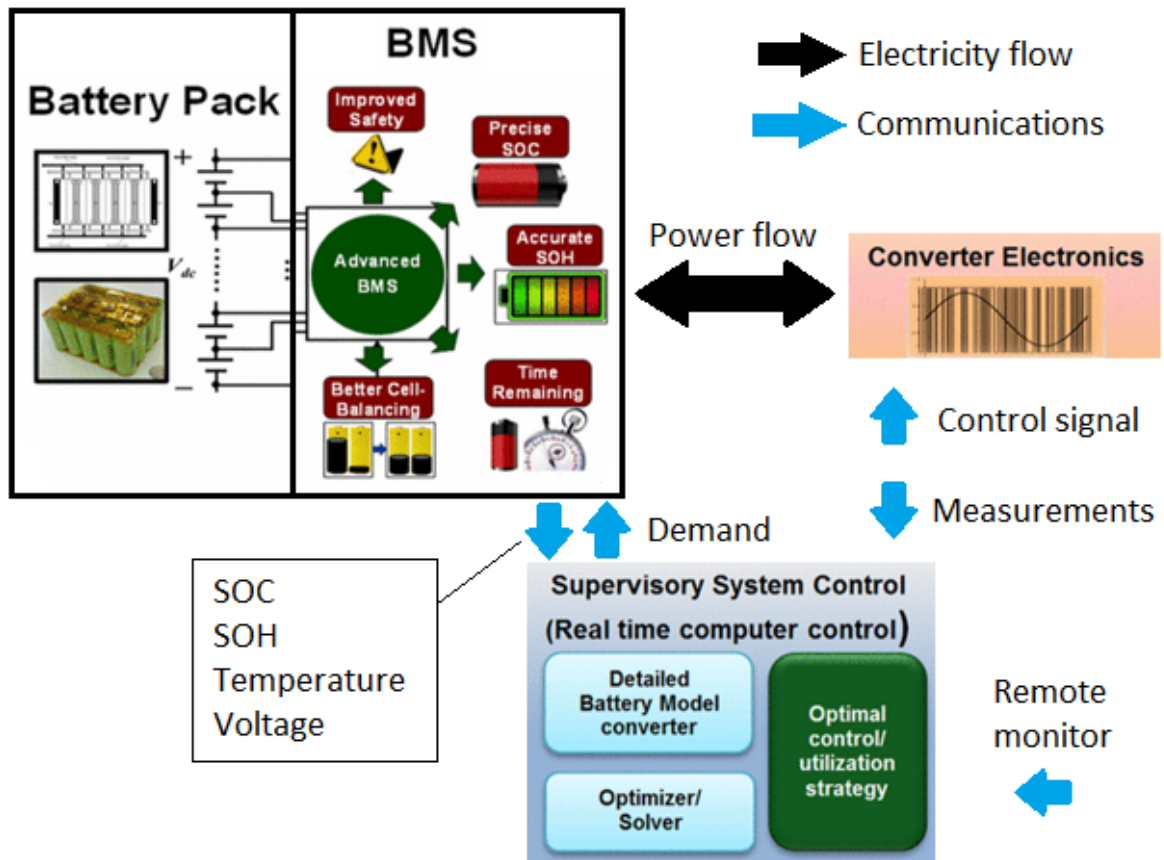 BMS
Battery Pack
Improved
Safety
Precise
SOC
Accurate
SOH
Advanced
BMS
+
Vdc
−
Better Cell-
Balancing
Time
Remaining
Electricity flow
Communications
Power flow
Converter Electronics
Control signal
Measurements
Demand
SOC
SOH
Temperature
Voltage
Supervisory System Control
(Real time computer control)
Detailed
Battery Model
converter
Optimizer/
Solver
Optimal
control/
utilization
strategy
Remote
monitor